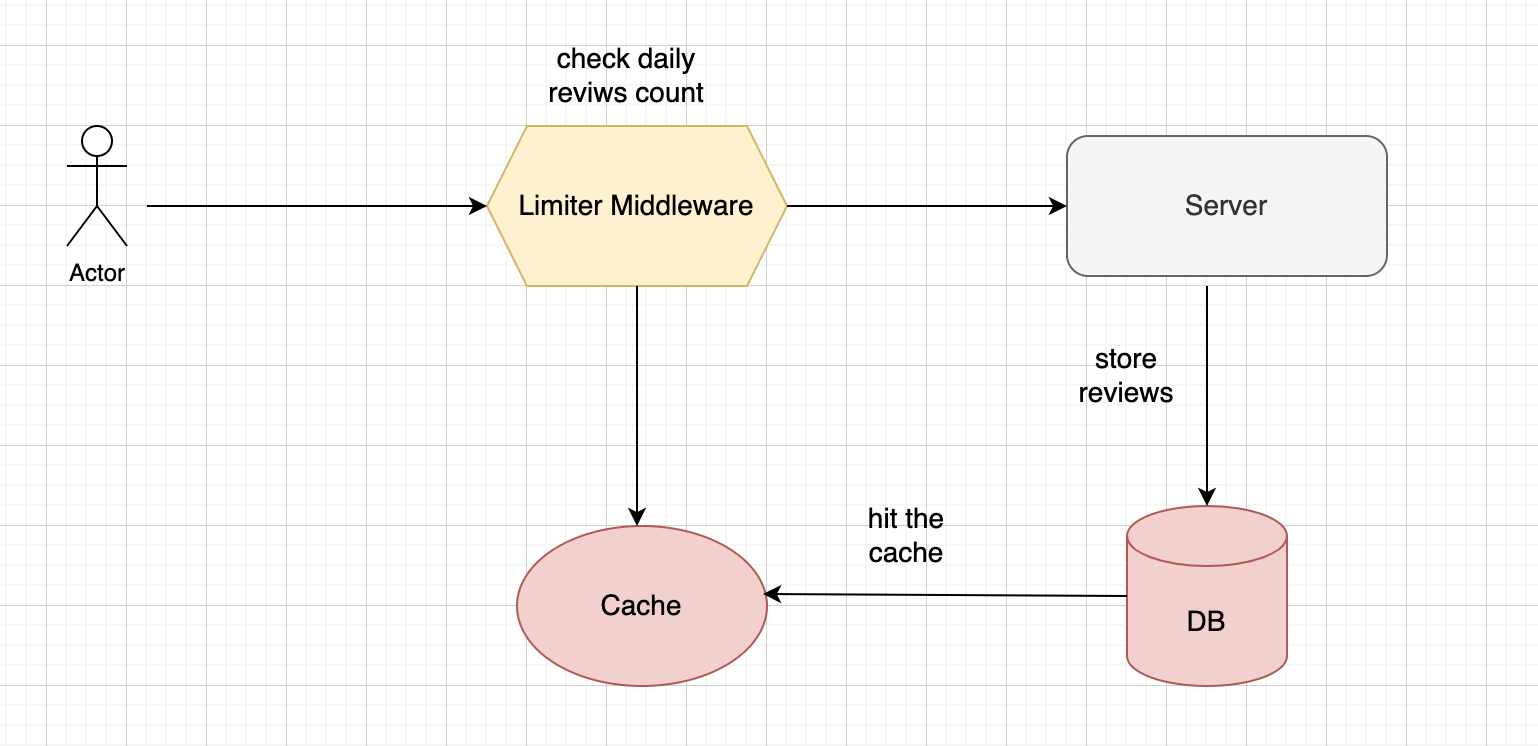 check daily
reviws count
Limiter Middleware
Server
Actor
store
reviews
hit the
cache
Cache
DB